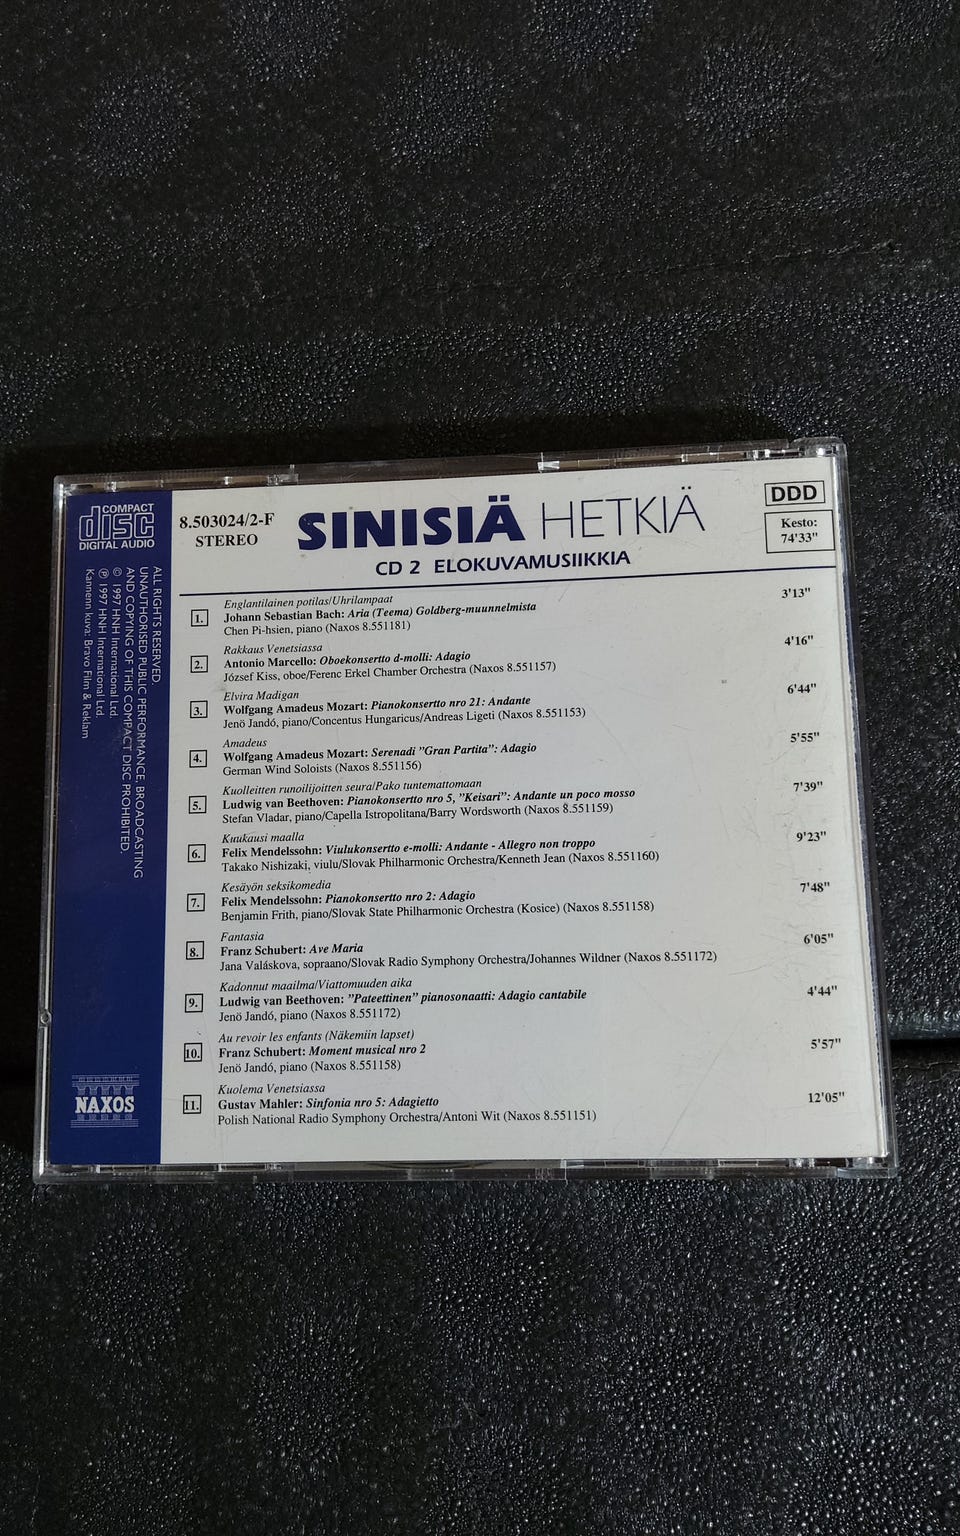 COMPACT
disc
DIGITAL AUDIO
ALL RIGHTS RESERVED.
UNAUTHORISED PUBLIC PERFORMANCE, BROADCASTING
AND COPYING OF THIS COMPACT DISC PROHIBITED.
© 1997 HNH International Ltd.
℗ 1997 HNH International Ltd.
Kannenn kuva: Bravo Film & Reklam
NAXOS
8.503024/2-F
STEREO
SINISIÄ HETKIÄ
CD 2 ELOKUVAMUSIIKKIA
DDD
Kesto:
74'33"
Englantilainen potilas/Uhrilampaat
1. Johann Sebastian Bach: Aria (Teema) Goldberg-muunnelmista 3'13"
Chen Pi-hsien, piano (Naxos 8.551181)
Rakkaus Venetsiassa
2. Antonio Marcello: Oboekonsertto d-molli: Adagio 4'16"
József Kiss, oboe/Ferenc Erkel Chamber Orchestra (Naxos 8.551157)
Elvira Madigan
3. Wolfgang Amadeus Mozart: Pianokonsertto nro 21: Andante 6'44"
Jenö Jandó, piano/Concentus Hungaricus/Andreas Ligeti (Naxos 8.551153)
Amadeus
4. Wolfgang Amadeus Mozart: Serenadi "Gran Partita": Adagio 5'55"
German Wind Soloists (Naxos 8.551156)
Kuolleitten runoilijoitten seura/Pako tuntemattomaan
5. Ludwig van Beethoven: Pianokonsertto nro 5, "Keisari": Andante un poco mosso 7'39"
Stefan Vladar, piano/Capella Istropolitana/Barry Wordsworth (Naxos 8.551159)
Kuukausi maalla
6. Felix Mendelssohn: Viulukonsertto e-molli: Andante - Allegro non troppo 9'23"
Takako Nishizaki, viulu/Slovak Philharmonic Orchestra/Kenneth Jean (Naxos 8.551160)
Kesäyön seksikomedia
7. Felix Mendelssohn: Pianokonsertto nro 2: Adagio 7'48"
Benjamin Frith, piano/Slovak State Philharmonic Orchestra (Kosice) (Naxos 8.551158)
Fantasia
8. Franz Schubert: Ave Maria 6'05"
Jana Valáskova, sopraano/Slovak Radio Symphony Orchestra/Johannes Wildner (Naxos 8.551172)
Kadonnut maailma/Viattomuuden aika
9. Ludwig van Beethoven: "Pateettinen" pianosonaatti: Adagio cantabile 4'44"
Jenö Jandó, piano (Naxos 8.551172)
Au revoir les enfants (Näkemiin lapset)
10. Franz Schubert: Moment musical nro 2 5'57"
Jenö Jandó, piano (Naxos 8.551158)
Kuolema Venetsiassa
11. Gustav Mahler: Sinfonia nro 5: Adagietto 12'05"
Polish National Radio Symphony Orchestra/Antoni Wit (Naxos 8.551151)